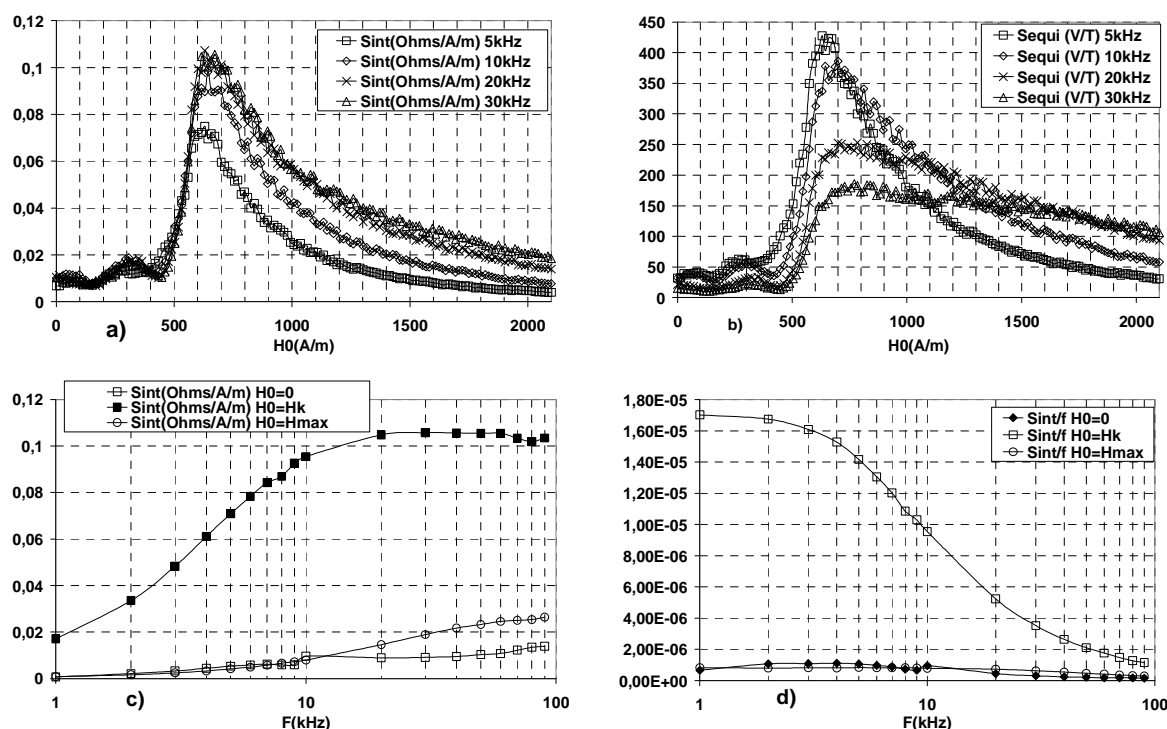 0,12
0,1
0,08
0,06
0,04
0,02
0
Sint(Ohms/A/m) 5kHz
Sint(Ohms/A/m) 10kHz
Sint(Ohms/A/m) 20kHz
Sint(Ohms/A/m) 30kHz
0 500 1000 1500 2000
a)
H0(A/m)
450
400
350
300
250
200
150
100
50
0
Sequi (V/T) 5kHz
Sequi (V/T) 10kHz
Sequi (V/T) 20kHz
Sequi (V/T) 30kHz
0 500 1000 1500 2000
b)
H0(A/m)
Sint(Ohms/A/m) H0=0
Sint(Ohms/A/m) H0=Hk
Sint(Ohms/A/m) H0=Hmax
0,12
0,1
0,08
0,06
0,04
0,02
0
1 10 100
c)
F(kHz)
1,80E-05
1,60E-05
1,40E-05
1,20E-05
1,00E-05
8,00E-06
6,00E-06
4,00E-06
2,00E-06
0,00E+00
Sint/f H0=0
Sint/f H0=Hk
Sint/f H0=Hmax
1 10 100
d)
F(kHz)